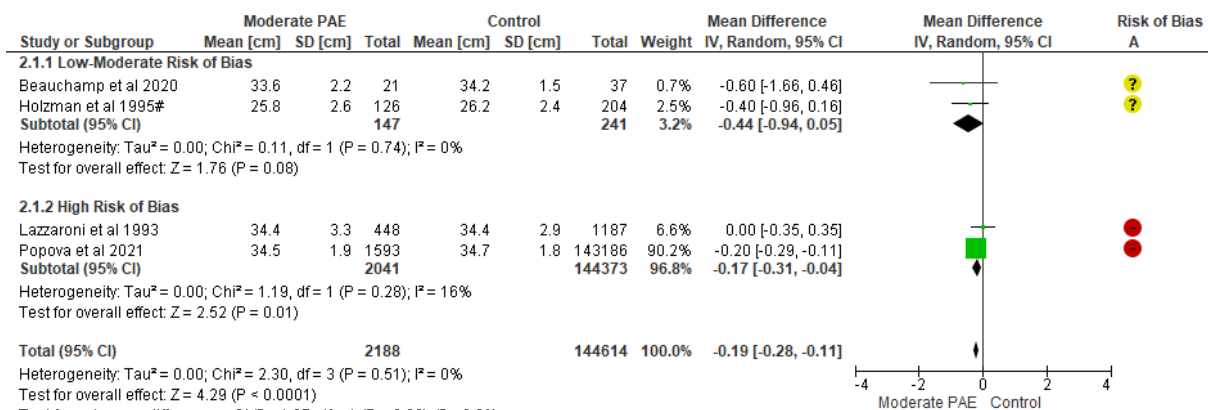 Moderate PAE Control Mean Difference Mean Difference Risk of Bias
Study or Subgroup Mean [cm] SD [cm] Total Mean [cm] SD [cm] Total Weight IV, Random, 95% CI IV, Random, 95% CI A
2.1.1 Low-Moderate Risk of Bias
Beauchamp et al 2020 33.6 2.2 21 34.2 1.5 37 0.7% -0.60 [-1.66, 0.46] ?
Holzman et al 1995# 25.8 2.6 126 26.2 2.4 204 2.5% -0.40 [-0.96, 0.16] ?
Subtotal (95% CI) 147 241 3.2% -0.44 [-0.94, 0.05]
Heterogeneity: Tau² = 0.00; Chi² = 0.11, df = 1 (P = 0.74); I² = 0%
Test for overall effect: Z = 1.76 (P = 0.08)
2.1.2 High Risk of Bias
Lazzaroni et al 1993 34.4 3.3 448 34.4 2.9 1187 6.6% 0.00 [-0.35, 0.35] -
Popova et al 2021 34.5 1.9 1593 34.7 1.8 143186 90.2% -0.20 [-0.29, -0.11] -
Subtotal (95% CI) 2041 144373 96.8% -0.17 [-0.31, -0.04]
Heterogeneity: Tau² = 0.00; Chi² = 1.19, df = 1 (P = 0.28); I² = 16%
Test for overall effect: Z = 2.52 (P = 0.01)
Total (95% CI) 2188 144614 100.0% -0.19 [-0.28, -0.11]
Heterogeneity: Tau² = 0.00; Chi² = 2.30, df = 3 (P = 0.51); I² = 0%
Test for overall effect: Z = 4.29 (P < 0.0001)
-4 -2 0 2 4
Moderate PAE Control